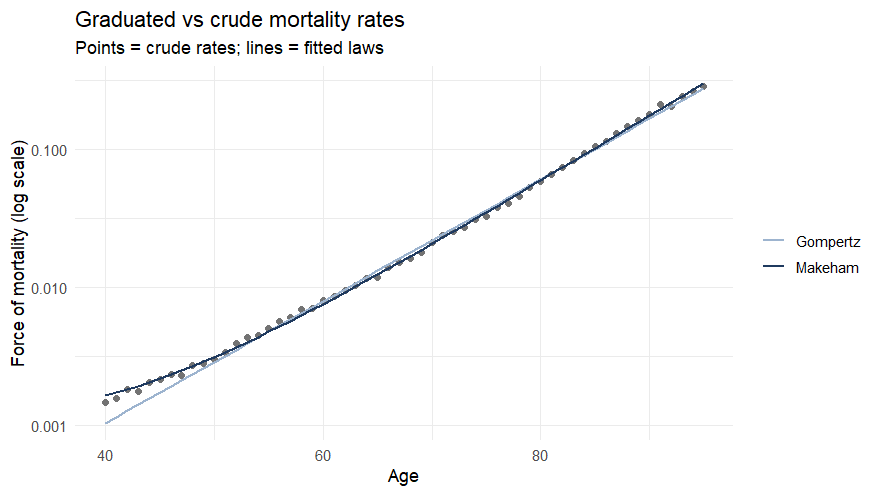 Graduated vs crude mortality rates
Points = crude rates; lines = fitted laws
Force of mortality (log scale)
0.100
0.010
0.001
40 60 80
Age
Gompertz
Makeham